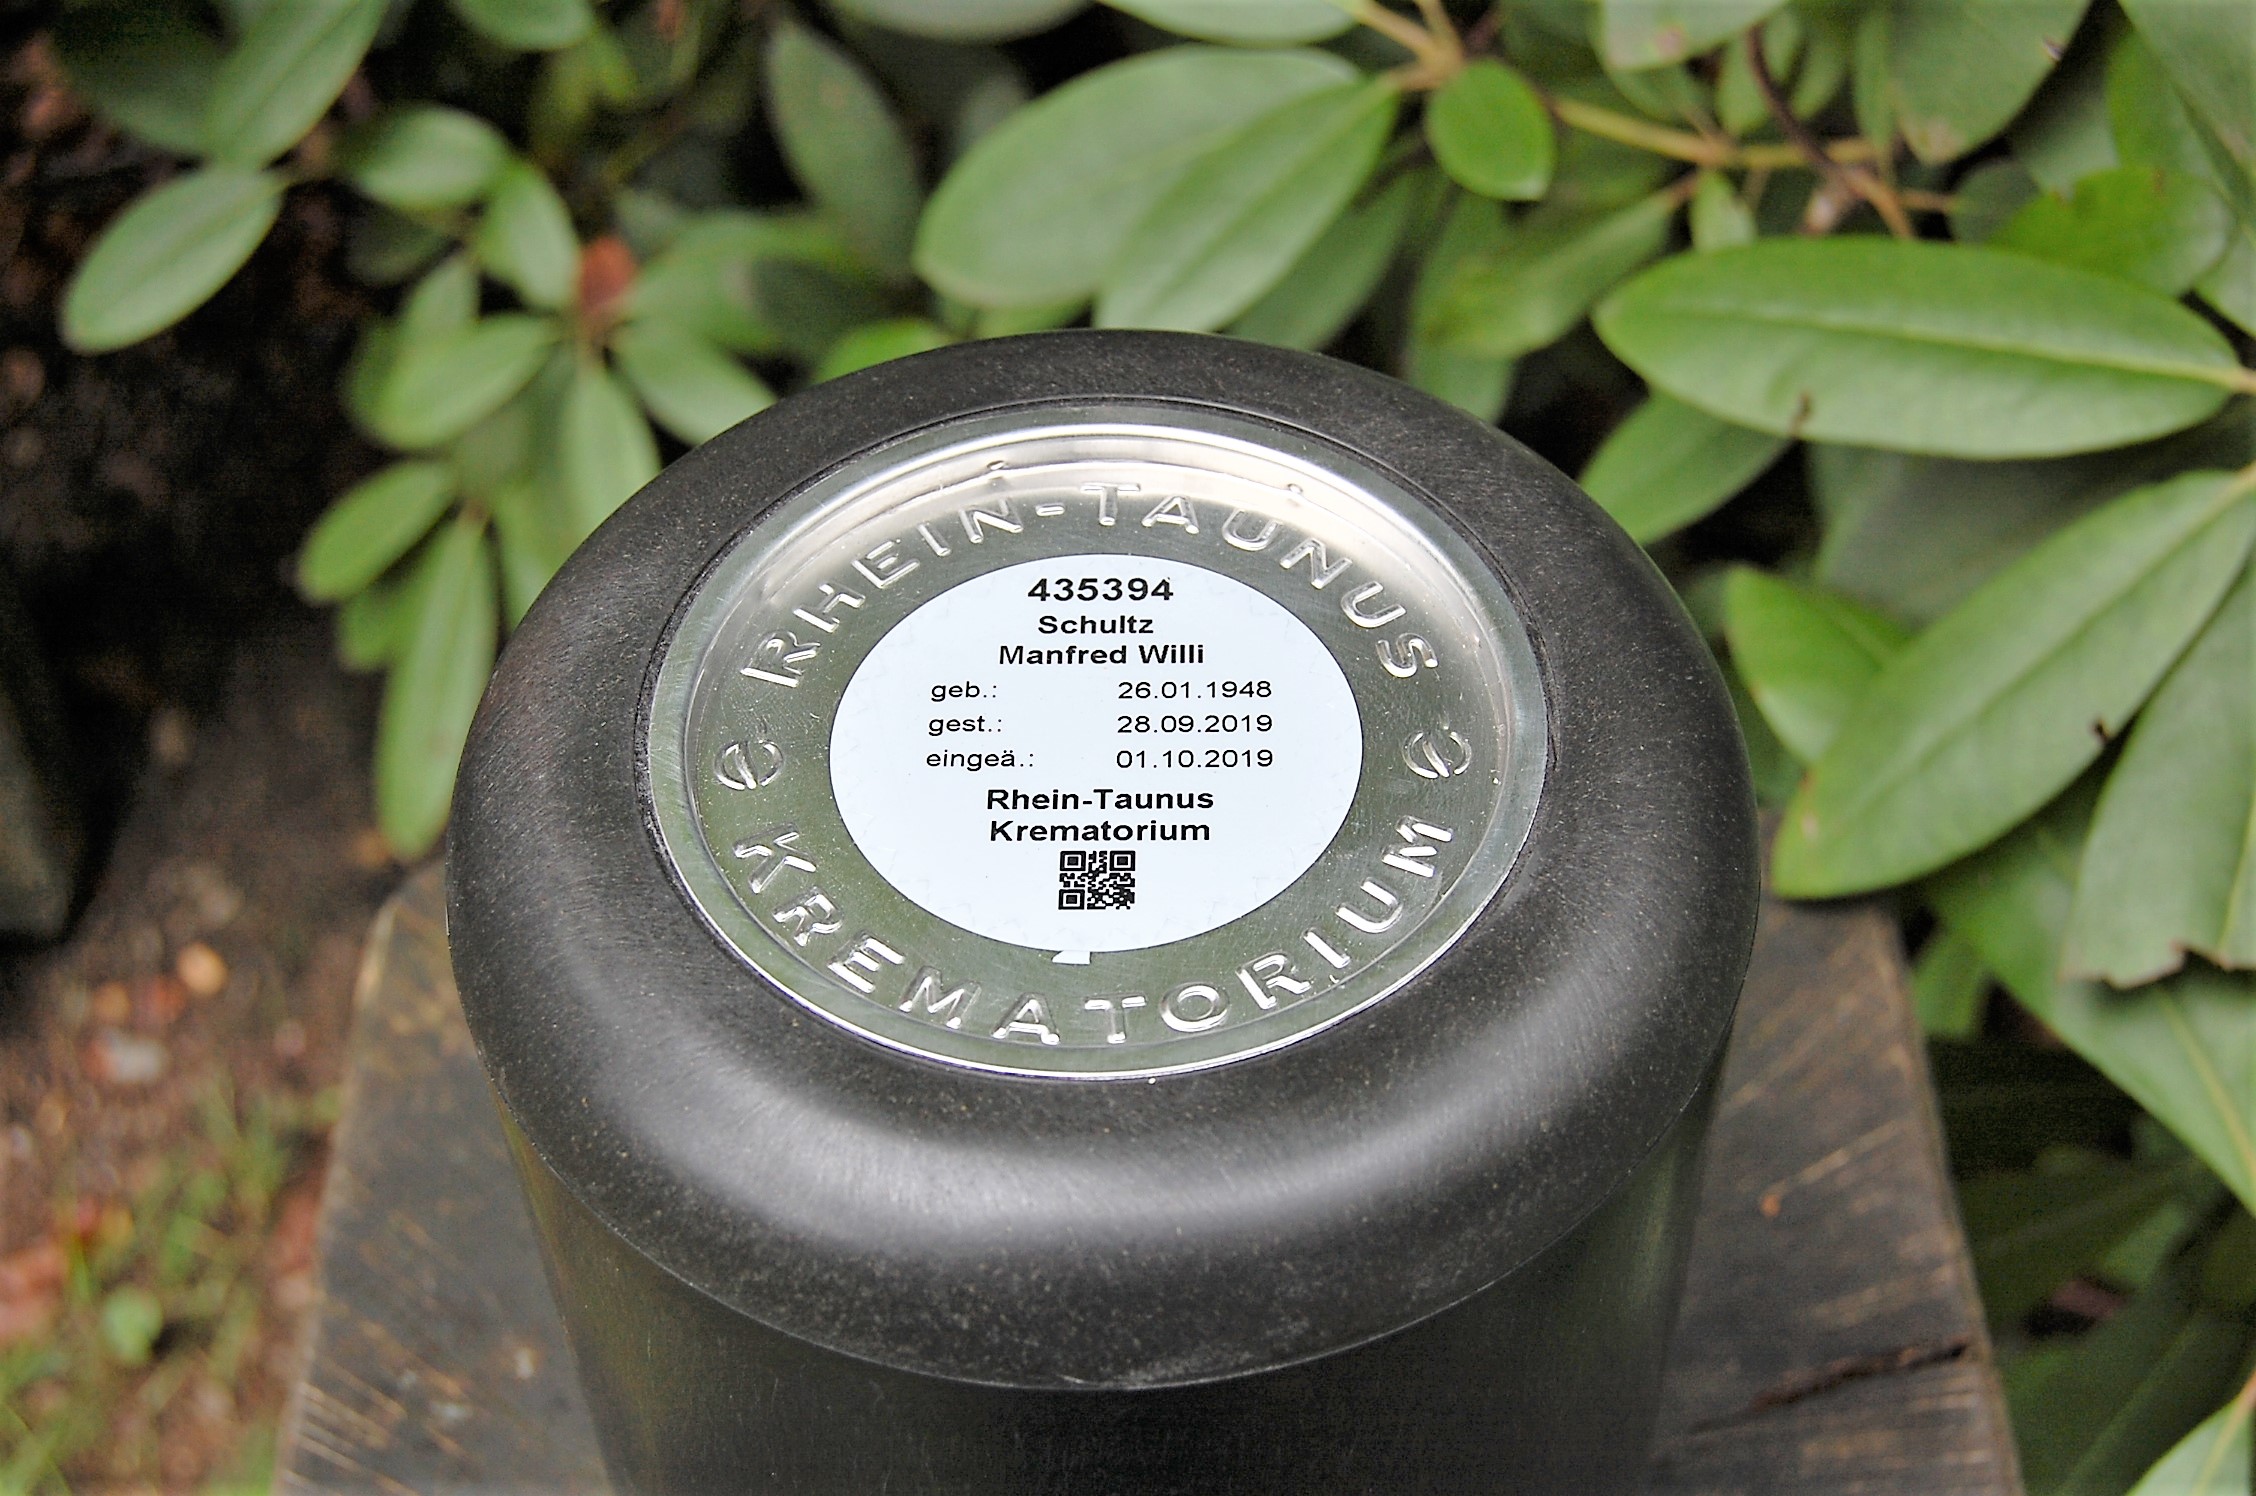 RHEIN-TAUNUS
435394
Schultz
Manfred Willi
geb.: 26.01.1948
gest.: 28.09.2019
eingeä.: 01.10.2019
Rhein-Taunus
Krematorium
KREMATORIUM